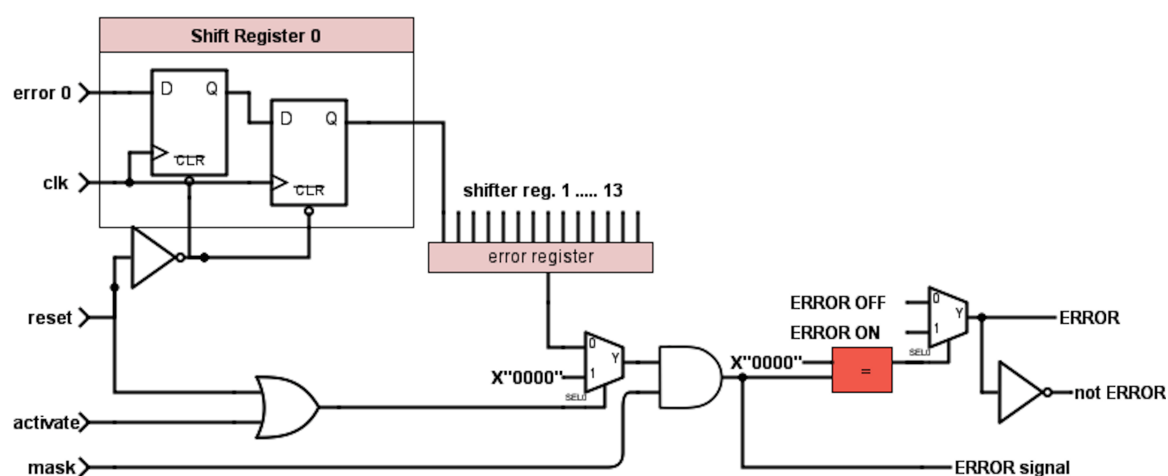 Shift Register 0
error 0
D Q
CLR
D Q
CLR
clk
shifter reg. 1 ..... 13
error register
reset
ERROR OFF
0
Y
ERROR
ERROR ON
1
SEL0
0
Y
X"0000"
1
SEL0
X"0000"
=
not ERROR
activate
mask
ERROR signal